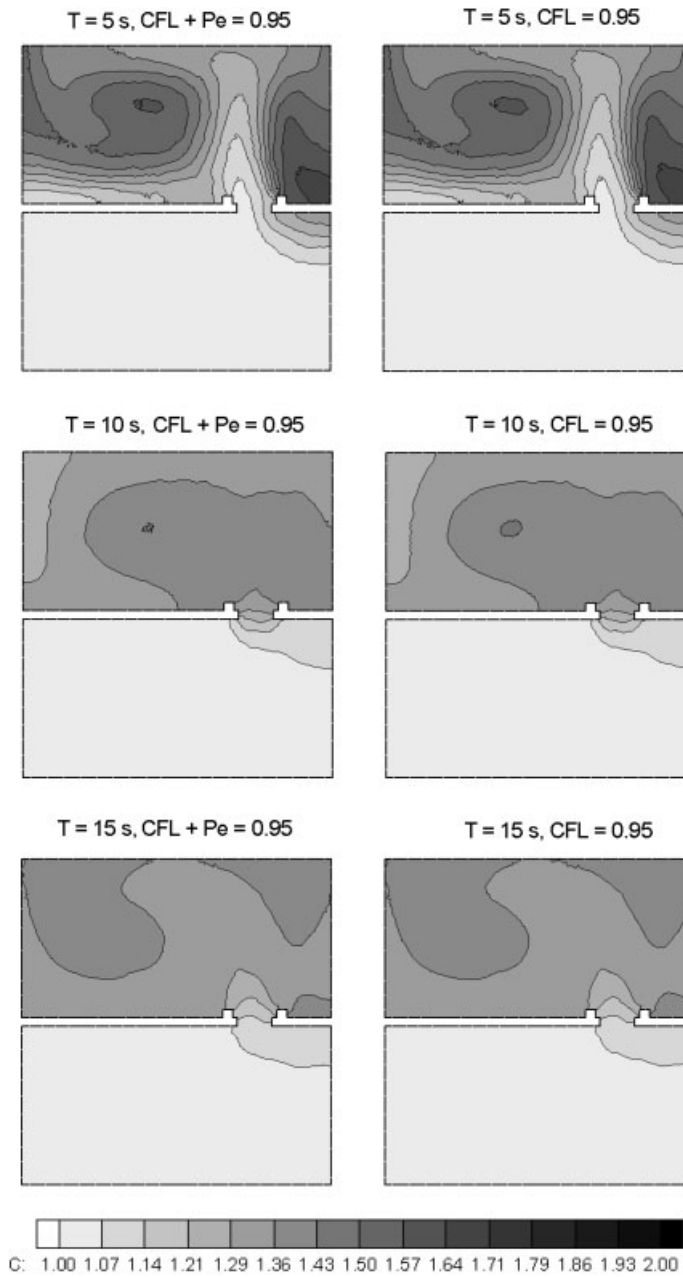 T = 5 s, CFL + Pe = 0.95
T = 5 s, CFL = 0.95
T = 10 s, CFL + Pe = 0.95
T = 10 s, CFL = 0.95
T = 15 s, CFL + Pe = 0.95
T = 15 s, CFL = 0.95
C: 1.00 1.07 1.14 1.21 1.29 1.36 1.43 1.50 1.57 1.64 1.71 1.79 1.86 1.93 2.00